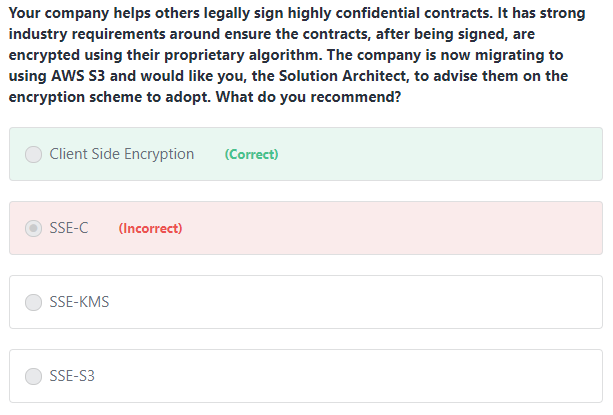 Your company helps others legally sign highly confidential contracts. It has strong
industry requirements around ensure the contracts, after being signed, are
encrypted using their proprietary algorithm. The company is now migrating to
using AWS S3 and would like you, the Solution Architect, to advise them on the
encryption scheme to adopt. What do you recommend?
Client Side Encryption (Correct)
SSE-C (Incorrect)
SSE-KMS
SSE-S3